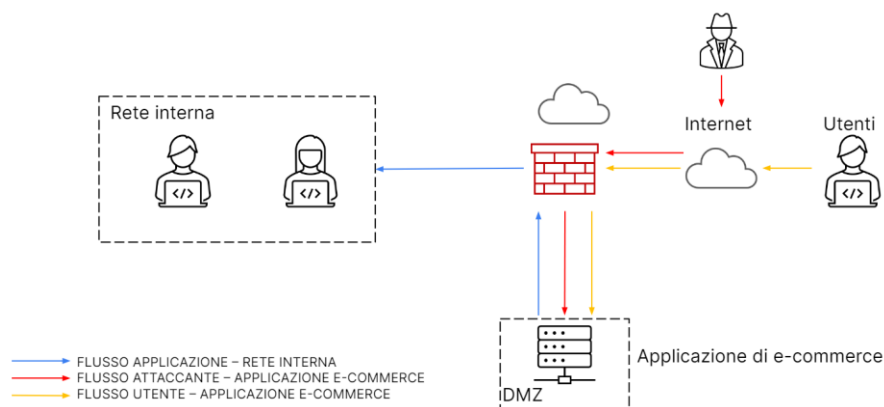 Rete interna
Internet
Utenti
</>
</>
</>
Applicazione di e-commerce
DMZ
FLUSSO APPLICAZIONE – RETE INTERNA
FLUSSO ATTACCANTE – APPLICAZIONE E-COMMERCE
FLUSSO UTENTE – APPLICAZIONE E-COMMERCE